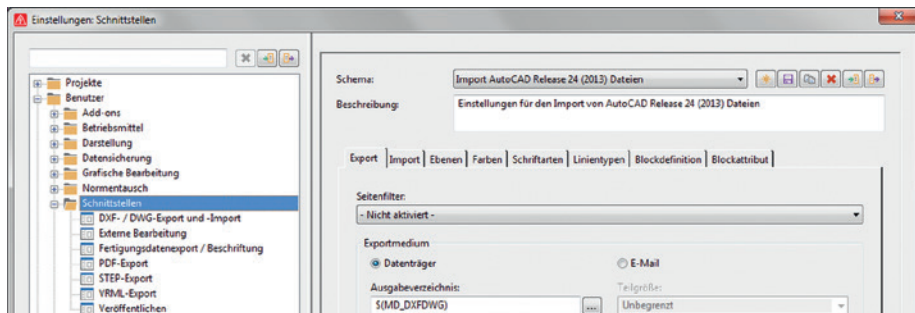 Einstellungen: Schnittstellen
Projekte
Benutzer
Add-ons
Betriebsmittel
Darstellung
Datensicherung
Grafische Bearbeitung
Normentausch
Schnittstellen
DXF- / DWG-Export und -Import
Externe Bearbeitung
Fertigungsdatenexport / Beschriftung
PDF-Export
STEP-Export
VRML-Export
Veröffentlichen
Schema:
Import AutoCAD Release 24 (2013) Dateien
Beschreibung:
Einstellungen für den Import von AutoCAD Release 24 (2013) Dateien
Export Import Ebenen Farben Schriftarten Linientypen Blockdefinition Blockattribut
Seitenfilter:
- Nicht aktiviert -
Exportmedium
Datenträger E-Mail
Ausgabeverzeichnis: Teilgröße:
$(MD_DXFDWG) ... Unbegrenzt